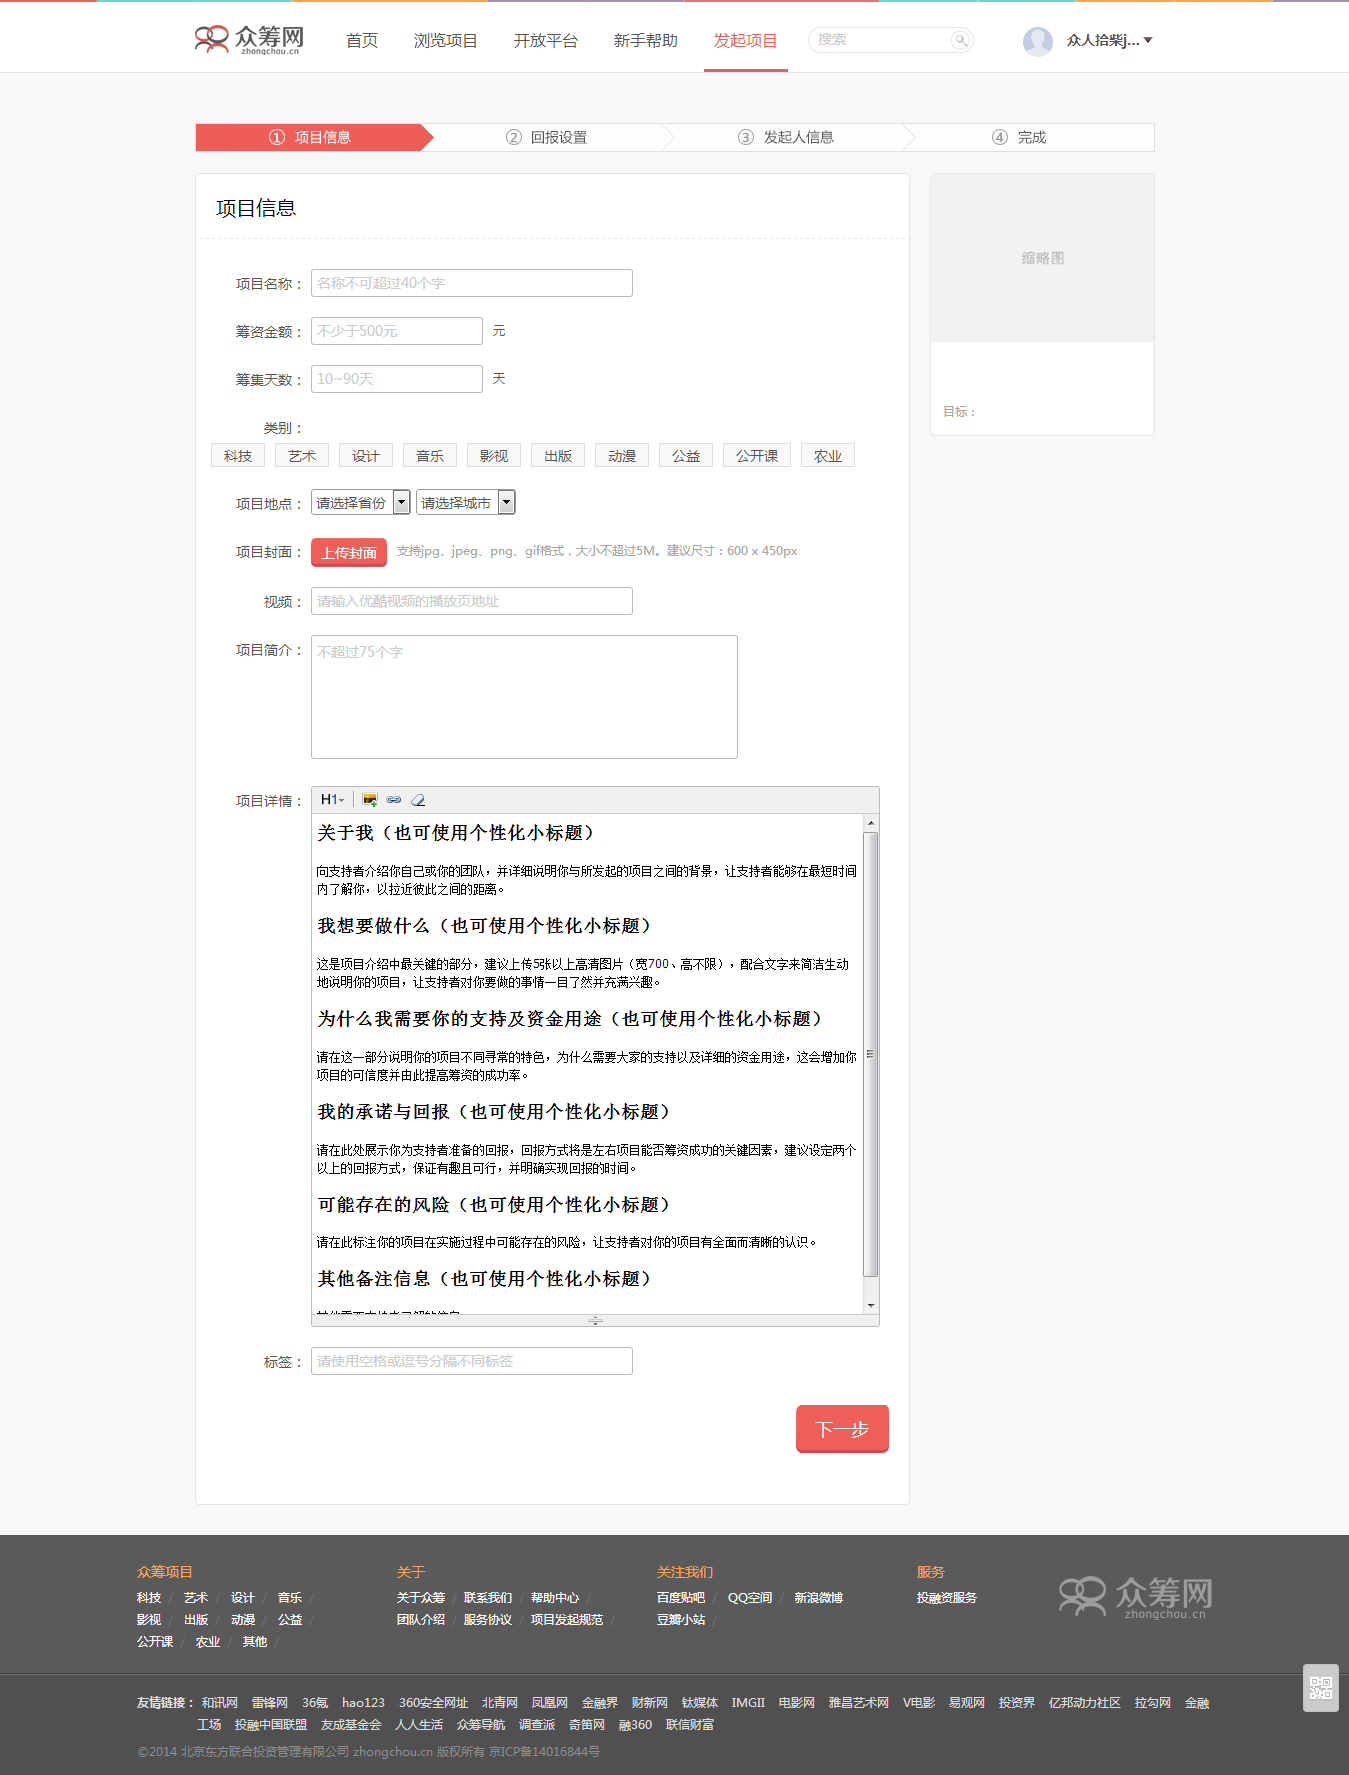 众筹网
zhongchou.cn
首页 浏览项目 开放平台 新手帮助 发起项目 搜索 众人拾柴j...
① 项目信息 ② 回报设置 ③ 发起人信息 ④ 完成
项目信息
缩略图
目标：
项目名称： 名称不可超过40个字
筹资金额： 不少于500元 元
筹集天数： 10~90天 天
类别：
科技 艺术 设计 音乐 影视 出版 动漫 公益 公开课 农业
项目地点： 请选择省份 请选择城市
项目封面： 上传封面 支持jpg、jpeg、png、gif格式，大小不超过5M。建议尺寸：600 x 450px
视频： 请输入优酷视频的播放页地址
项目简介： 不超过75个字
项目详情： H1
关于我（也可使用个性化小标题）
向支持者介绍你自己或你的团队，并详细说明你与所发起的项目之间的背景，让支持者能够在最短时间
内了解你，以拉近彼此之间的距离。
我想要做什么（也可使用个性化小标题）
这是项目介绍中最关键的部分，建议上传5张以上高清图片（宽700、高不限），配合文字来简洁生动
地说明你的项目，让支持者对你要做的事情一目了然并充满兴趣。
为什么我需要你的支持及资金用途（也可使用个性化小标题）
请在这一部分说明你的项目不同寻常的特色，为什么需要大家的支持以及详细的资金用途，这会增加你
项目的可信度并由此提高筹资的成功率。
我的承诺与回报（也可使用个性化小标题）
请在此处展示你为支持者准备的回报，回报方式将是左右项目能否筹资成功的关键因素，建议设定两个
以上的回报方式，保证有趣且可行，并明确实现回报的时间。
可能存在的风险（也可使用个性化小标题）
请在此标注你的项目在实施过程中可能存在的风险，让支持者对你的项目有全面而清晰的认识。
其他备注信息（也可使用个性化小标题）
标签： 请使用空格或逗号分隔不同标签
下一步
众筹项目
科技 / 艺术 / 设计 / 音乐 /
影视 / 出版 / 动漫 / 公益 /
公开课 / 农业 / 其他 /
关于
关于众筹 / 联系我们 / 帮助中心 /
团队介绍 / 服务协议 / 项目发起规范 /
关注我们
百度贴吧 / QQ空间 / 新浪微博
豆瓣小站 /
服务
投融资服务
众筹网
zhongchou.cn
友情链接： 和讯网 雷锋网 36氪 hao123 360安全网址 北青网 凤凰网 金融界 财新网 钛媒体 IMGII 电影网 雅昌艺术网 V电影 易观网 投资界 亿邦动力社区 拉勾网 金融
工场 投融中国联盟 友成基金会 人人生活 众筹导航 调查派 奇笛网 融360 联信财富
©2014 北京东方联合投资管理有限公司 zhongchou.cn 版权所有 京ICP备14016844号